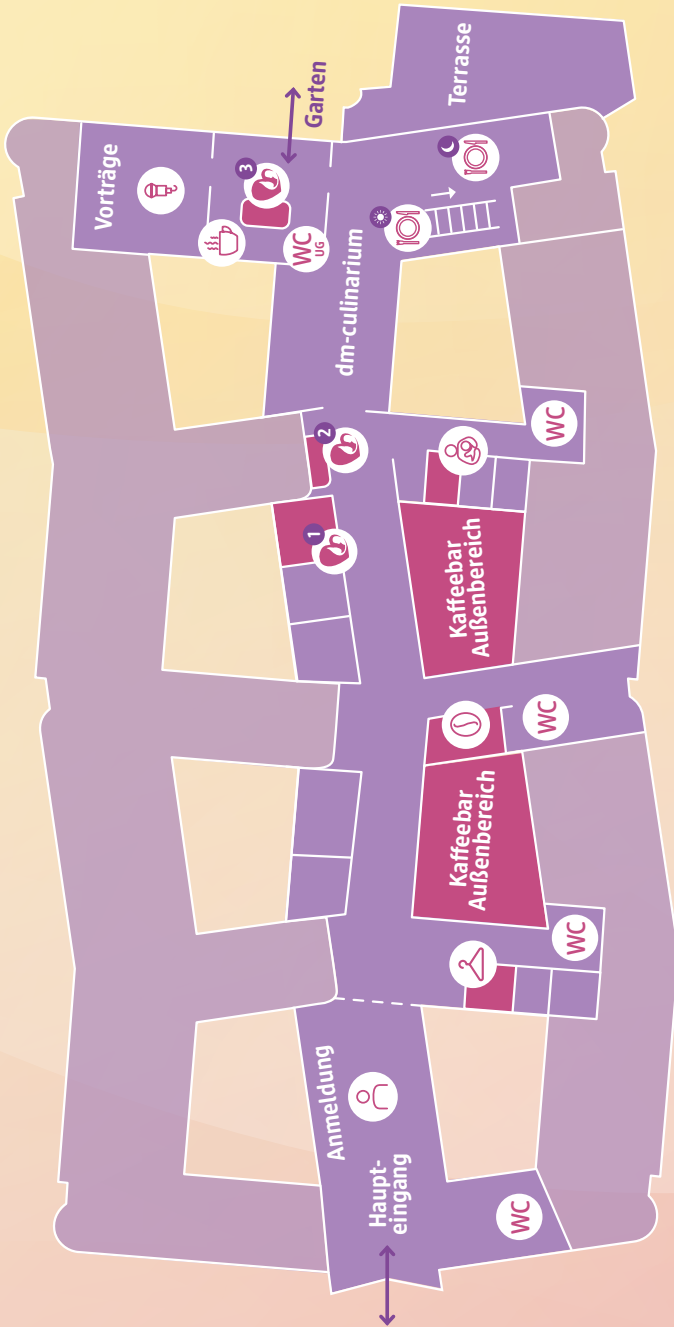 Vorträge
3
Garten
Terrasse
WC
UG
dm-culinarium
2
1
WC
Kaffeebar
Außenbereich
WC
Kaffeebar
Außenbereich
WC
Anmeldung
Haupt-
eingang
WC